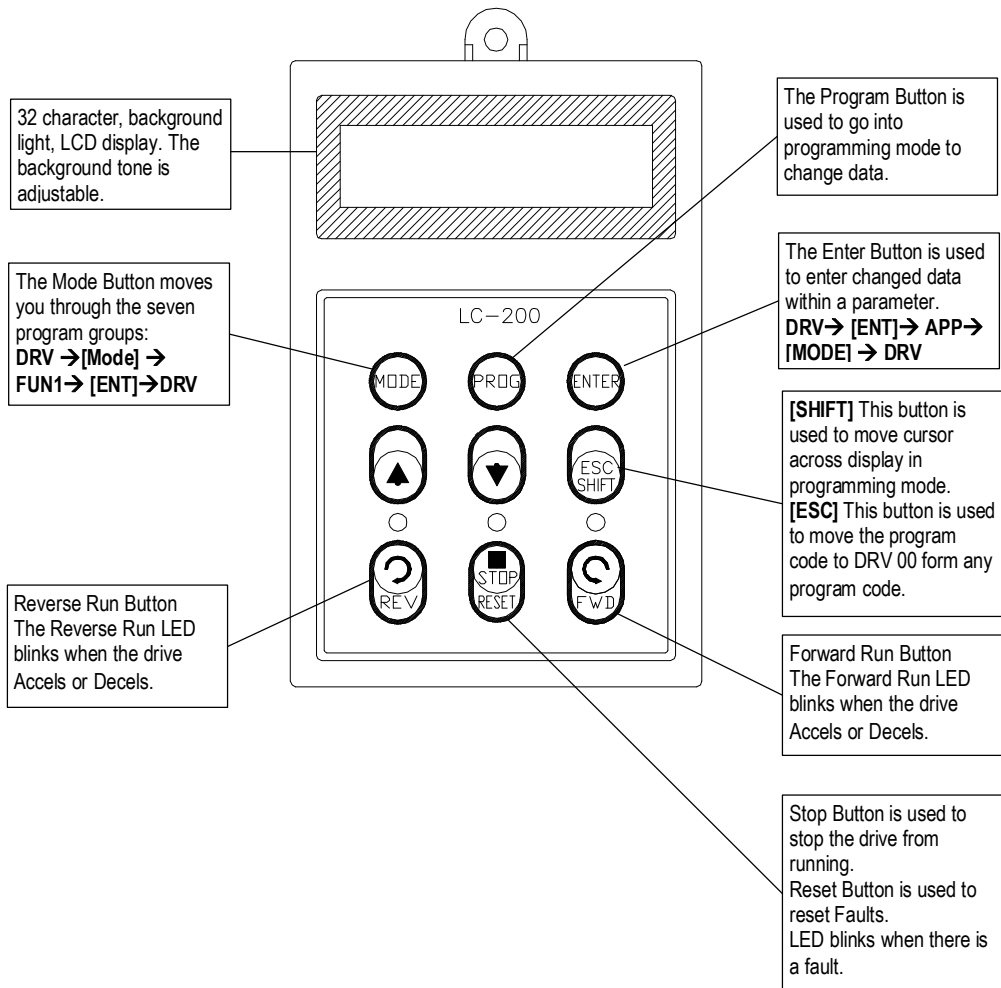 32 character, background
light, LCD display. The
background tone is
adjustable.
The Program Button is
used to go into
programming mode to
change data.
The Mode Button moves
you through the seven
program groups:
DRV →[Mode] →
FUN1→ [ENT]→DRV
The Enter Button is used
to enter changed data
within a parameter.
DRV→ [ENT]→ APP→
[MODE] → DRV
LC-200
MODE
PROG
ENTER
ESC
SHIFT
[SHIFT] This button is
used to move cursor
across display in
programming mode.
[ESC] This button is used
to move the program
code to DRV 00 form any
program code.
REV
STOP
RESET
FWD
Reverse Run Button
The Reverse Run LED
blinks when the drive
Accels or Decels.
Forward Run Button
The Forward Run LED
blinks when the drive
Accels or Decels.
Stop Button is used to
stop the drive from
running.
Reset Button is used to
reset Faults.
LED blinks when there is
a fault.